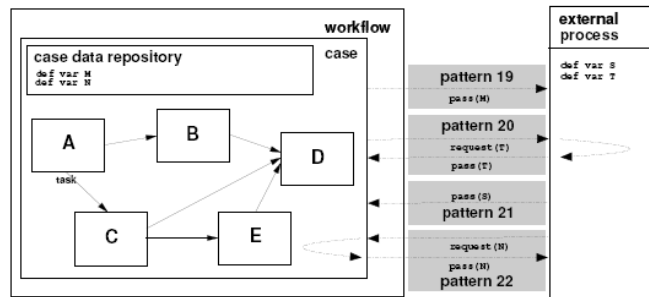 workflow
case
case data repository
def var M
def var N
A
task
B
C
D
E
pattern 19
pass(M)
pattern 20
request(T)
pass(T)
pass(S)
pattern 21
request(N)
pass(N)
pattern 22
external
process
def var S
def var T